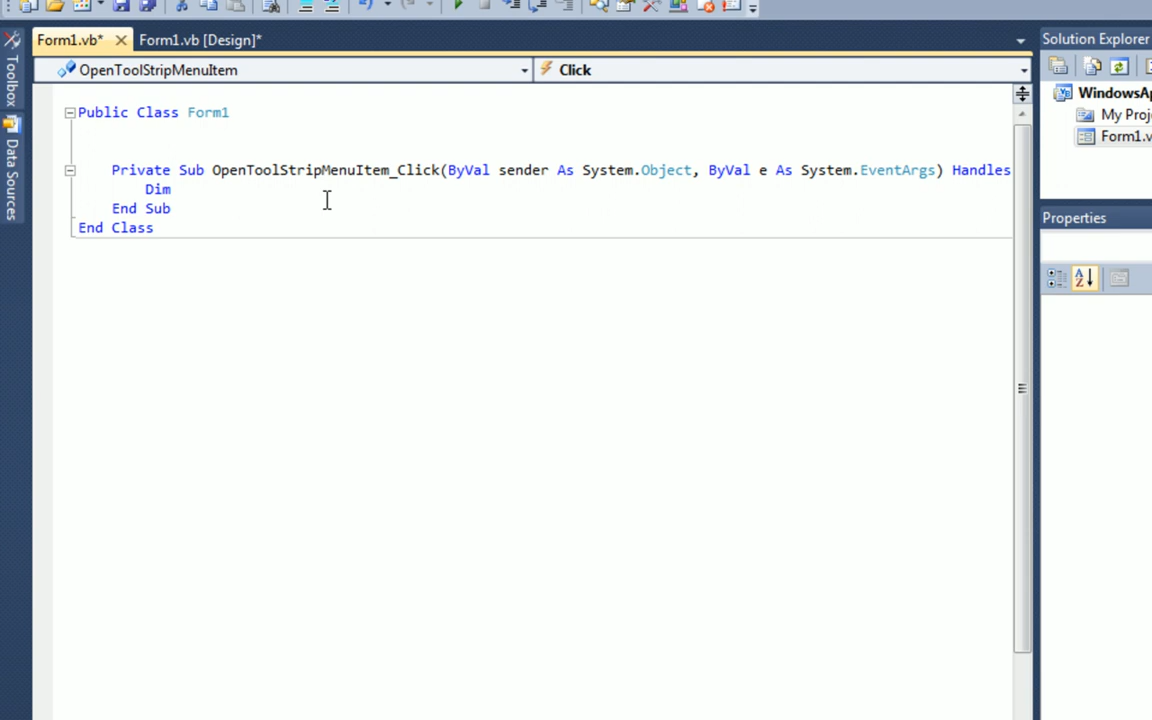 Form1.vb*
Form1.vb [Design]*
Solution Explorer
OpenToolStripMenuItem
Click
WindowsAp
My Proj
Form1.v
Toolbox
Data Sources
Public Class Form1
Private Sub OpenToolStripMenuItem_Click(ByVal sender As System.Object, ByVal e As System.EventArgs) Handles
Dim
End Sub
End Class
Properties
A
Z